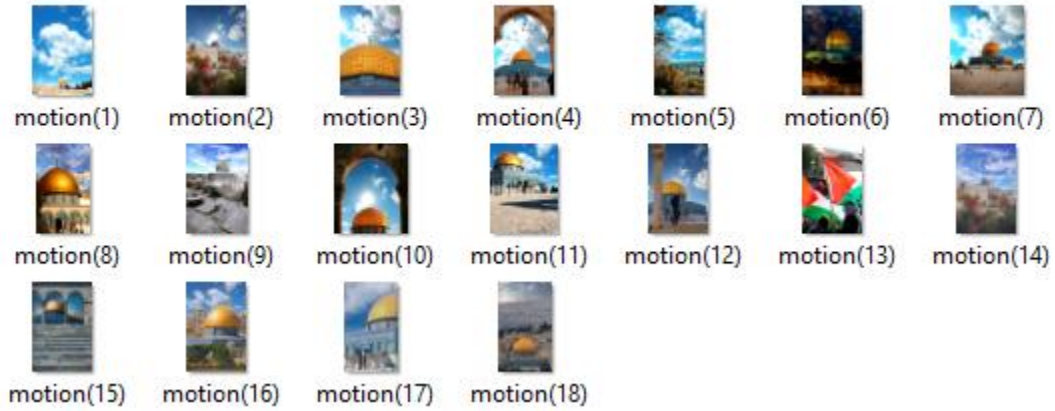 motion(1) motion(2) motion(3) motion(4) motion(5) motion(6) motion(7)
motion(8) motion(9) motion(10) motion(11) motion(12) motion(13) motion(14)
motion(15) motion(16) motion(17) motion(18)